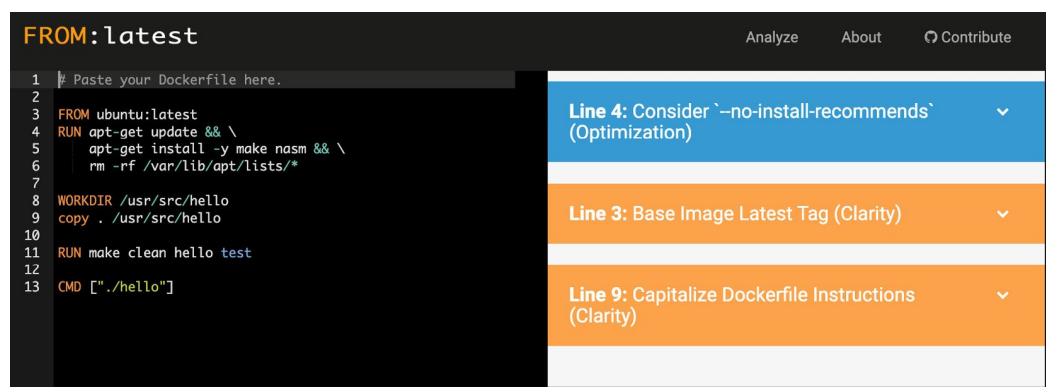 FROM:latest
Analyze About Contribute
1 # Paste your Dockerfile here.
2
3 FROM ubuntu:latest
4 RUN apt-get update && \
5 apt-get install -y make nasm && \
6 rm -rf /var/lib/apt/lists/*
7
8 WORKDIR /usr/src/hello
9 copy . /usr/src/hello
10
11 RUN make clean hello test
12
13 CMD ["./hello"]
Line 4: Consider `--no-install-recommends`
(Optimization)
Line 3: Base Image Latest Tag (Clarity)
Line 9: Capitalize Dockerfile Instructions
(Clarity)